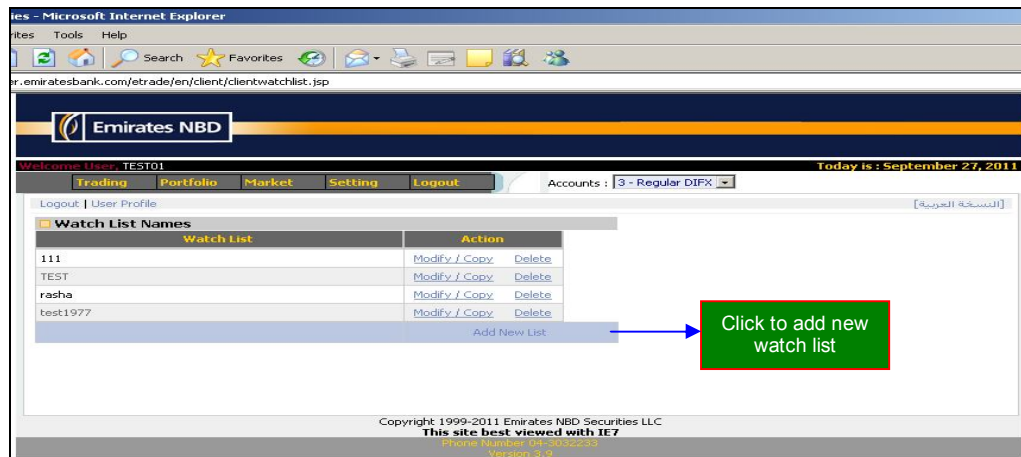 ies - Microsoft Internet Explorer
rites Tools Help
Search Favorites
er.emiratesbank.com/etrade/en/client/clientwatchlist.jsp
Emirates NBD
Welcome User, TEST01 Today is : September 27, 2011
Trading Portfolio Market Setting Logout Accounts : 3 - Regular DIFX
Logout | User Profile [النسخة العربية]
Watch List Names
Watch List Action
111 Modify / Copy Delete
TEST Modify / Copy Delete
rasha Modify / Copy Delete
test1977 Modify / Copy Delete
Add New List
Click to add new
watch list
Copyright 1999-2011 Emirates NBD Securities LLC
This site best viewed with IE7
Phone Number 04-3032233
Version 3.9